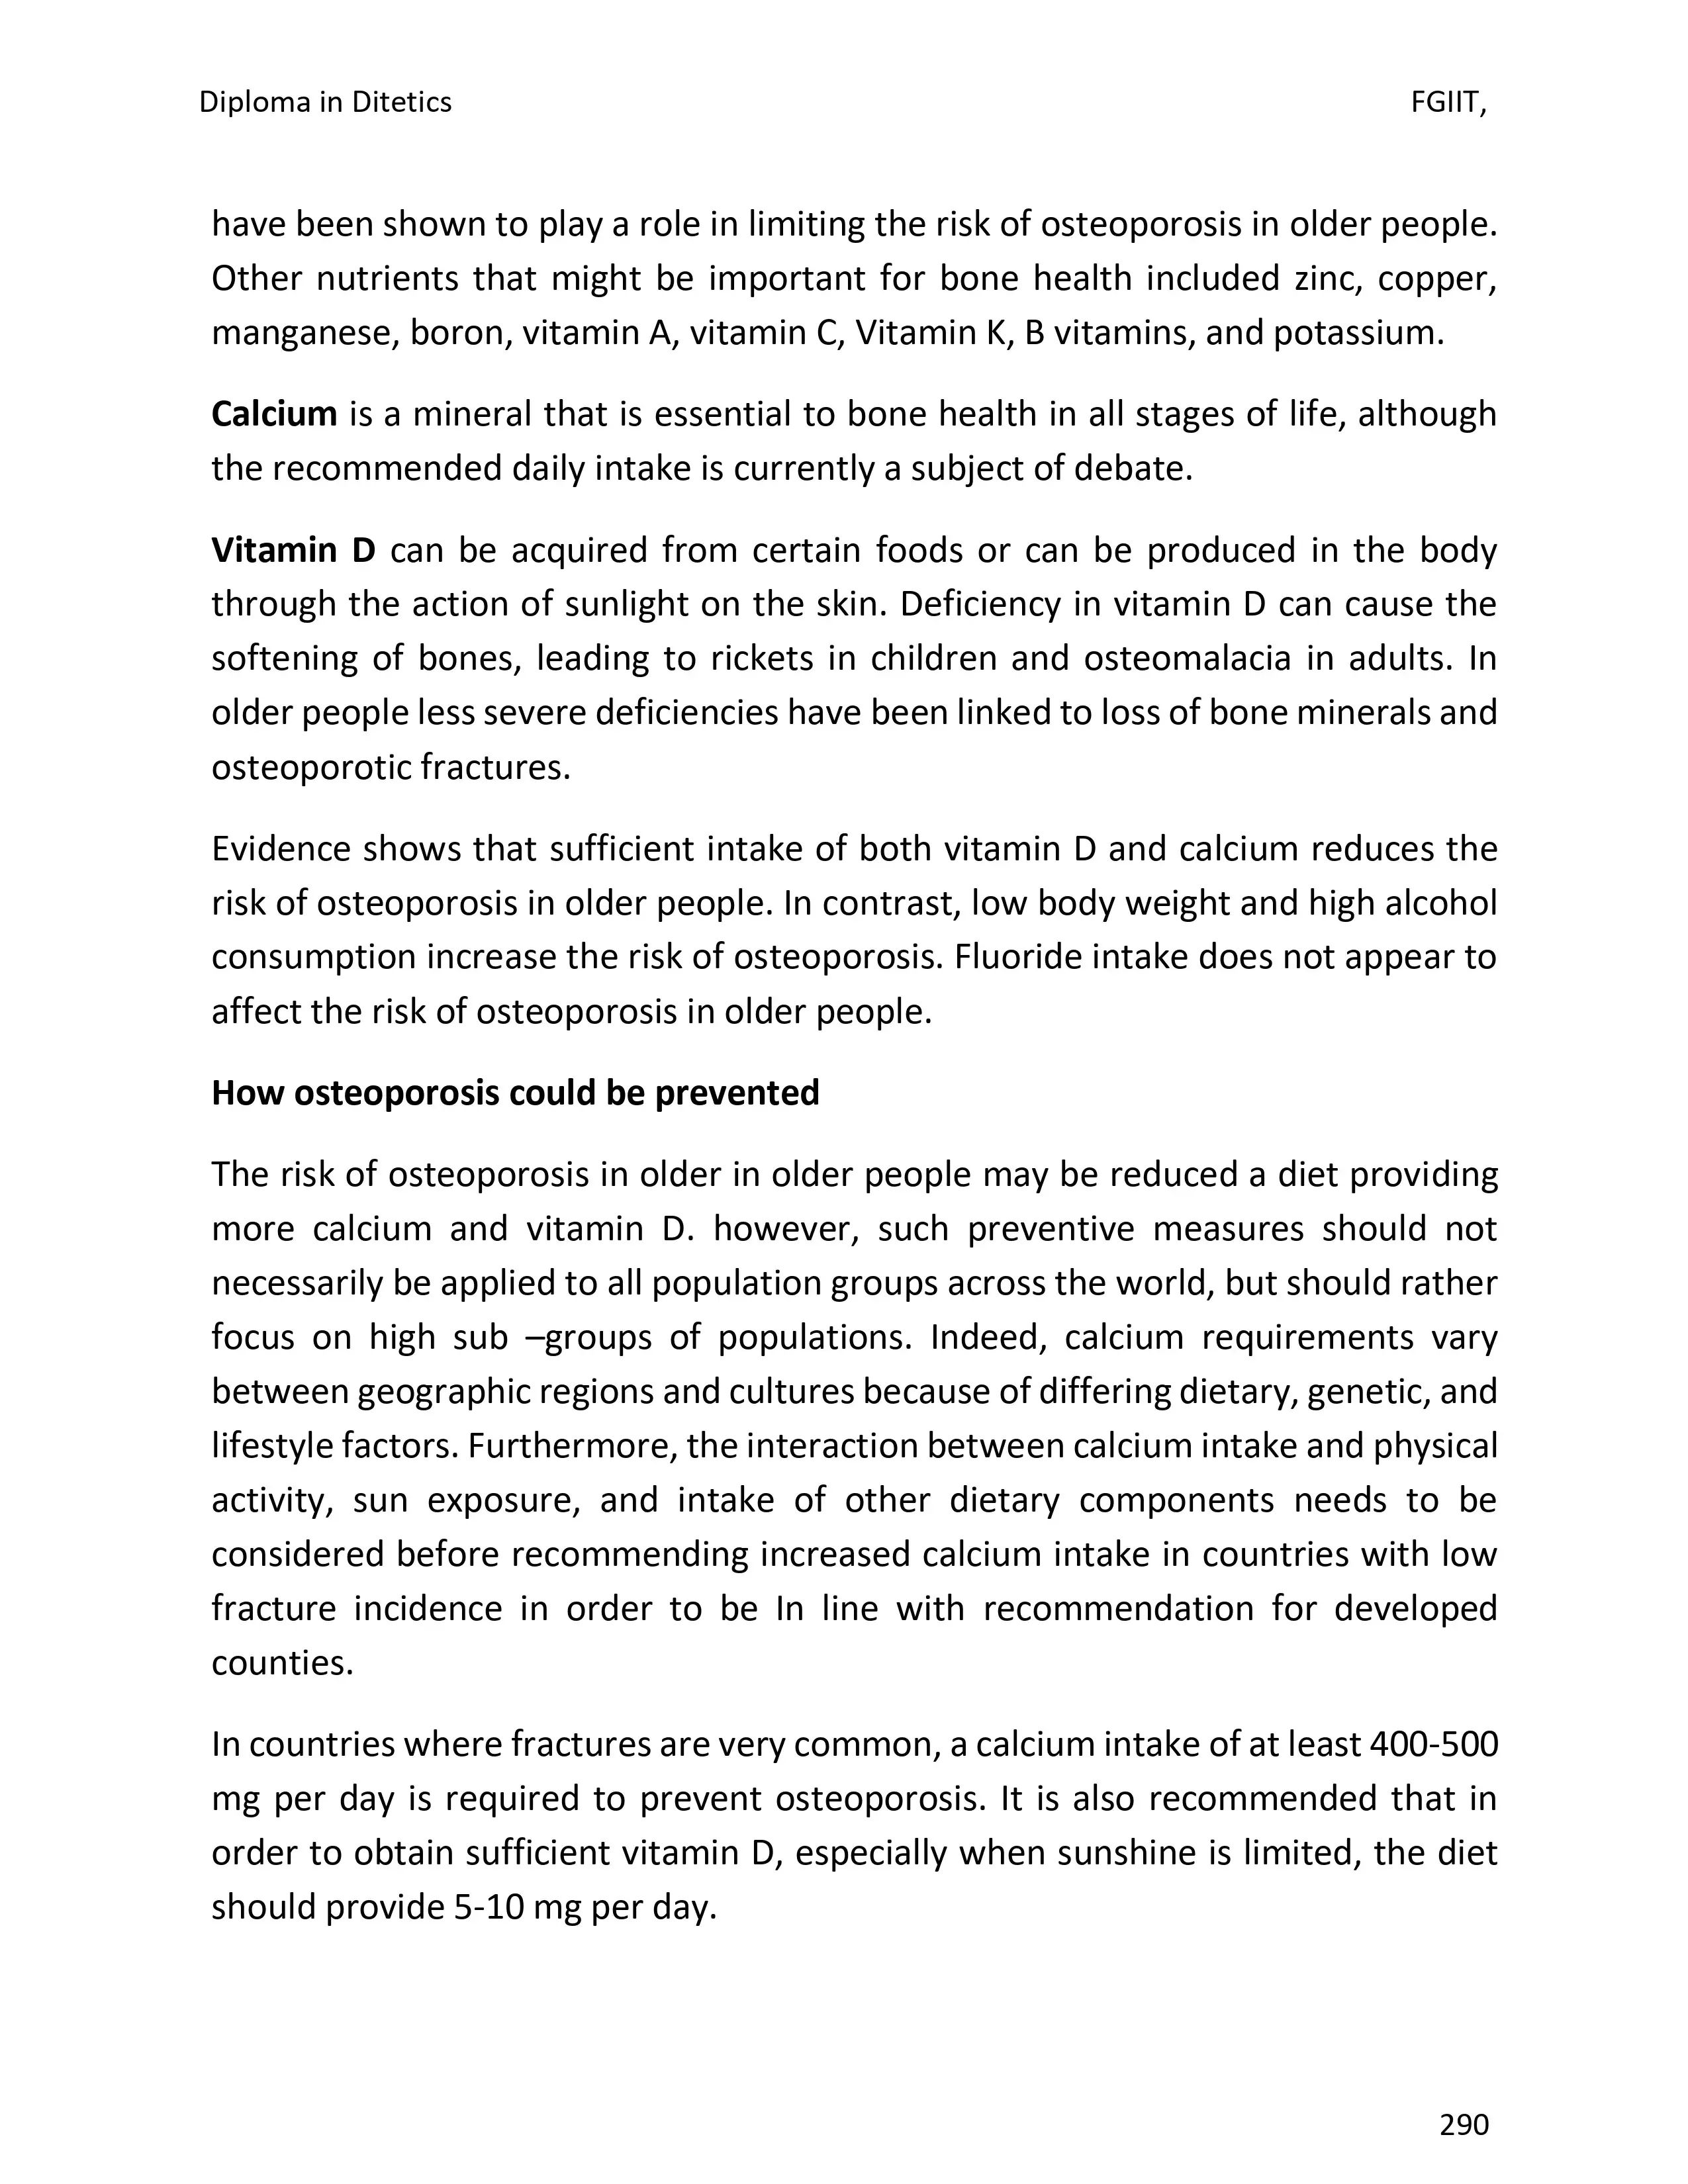 Diploma in Ditetics FGIIT,
have been shown to play a role in limiting the risk of osteoporosis in older people.
Other nutrients that might be important for bone health included zinc, copper,
manganese, boron, vitamin A, vitamin C, Vitamin K, B vitamins, and potassium.
Calcium is a mineral that is essential to bone health in all stages of life, although
the recommended daily intake is currently a subject of debate.
Vitamin D can be acquired from certain foods or can be produced in the body
through the action of sunlight on the skin. Deficiency in vitamin D can cause the
softening of bones, leading to rickets in children and osteomalacia in adults. In
older people less severe deficiencies have been linked to loss of bone minerals and
osteoporotic fractures.
Evidence shows that sufficient intake of both vitamin D and calcium reduces the
risk of osteoporosis in older people. In contrast, low body weight and high alcohol
consumption increase the risk of osteoporosis. Fluoride intake does not appear to
affect the risk of osteoporosis in older people.
How osteoporosis could be prevented
The risk of osteoporosis in older in older people may be reduced a diet providing
more calcium and vitamin D. however, such preventive measures should not
necessarily be applied to all population groups across the world, but should rather
focus on high sub –groups of populations. Indeed, calcium requirements vary
between geographic regions and cultures because of differing dietary, genetic, and
lifestyle factors. Furthermore, the interaction between calcium intake and physical
activity, sun exposure, and intake of other dietary components needs to be
considered before recommending increased calcium intake in countries with low
fracture incidence in order to be In line with recommendation for developed
counties.
In countries where fractures are very common, a calcium intake of at least 400-500
mg per day is required to prevent osteoporosis. It is also recommended that in
order to obtain sufficient vitamin D, especially when sunshine is limited, the diet
should provide 5-10 mg per day.
290